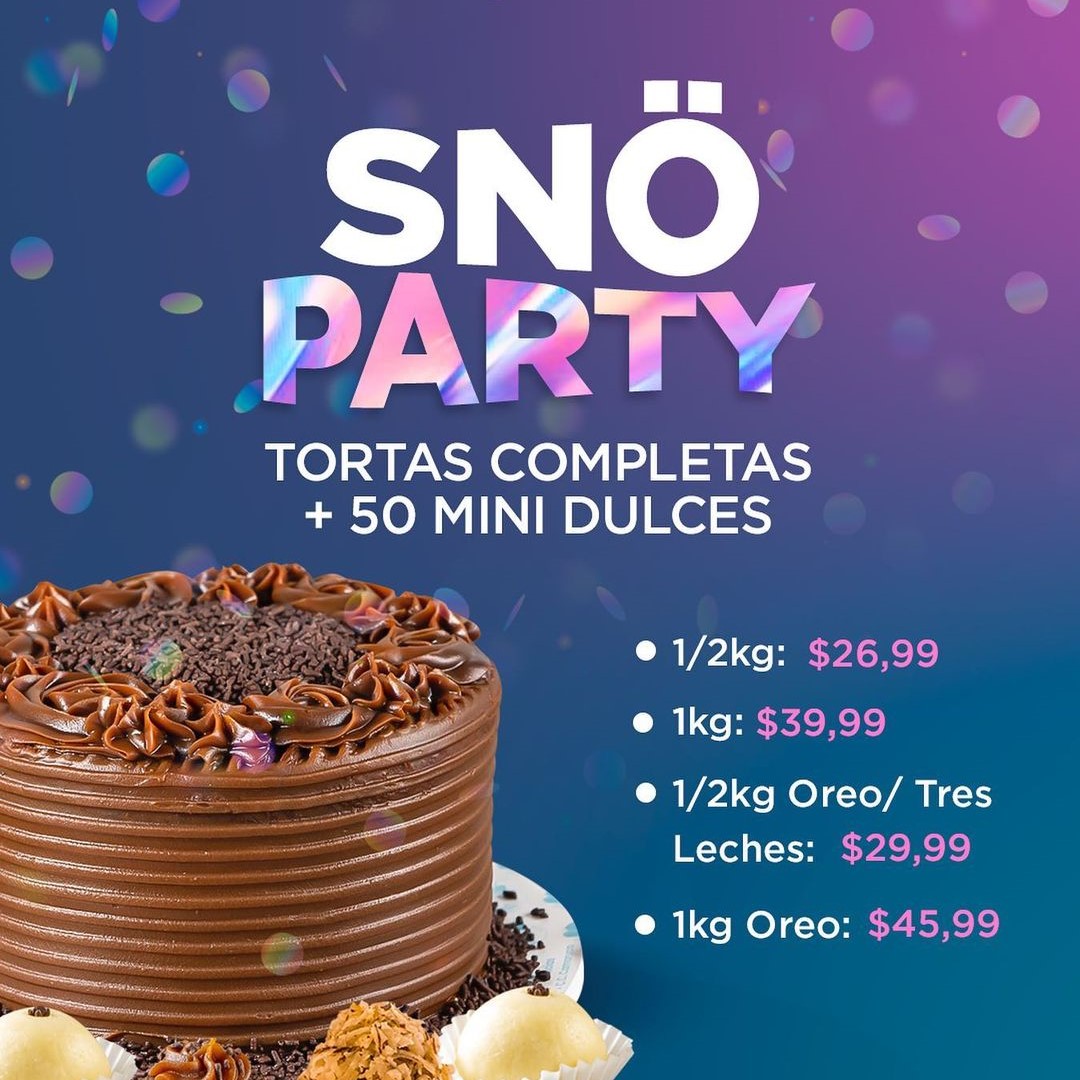 SNÖ
PARTY
TORTAS COMPLETAS
+ 50 MINI DULCES
• 1/2kg: $26,99
• 1kg: $39,99
• 1/2kg Oreo/ Tres
Leches: $29,99
• 1kg Oreo: $45,99